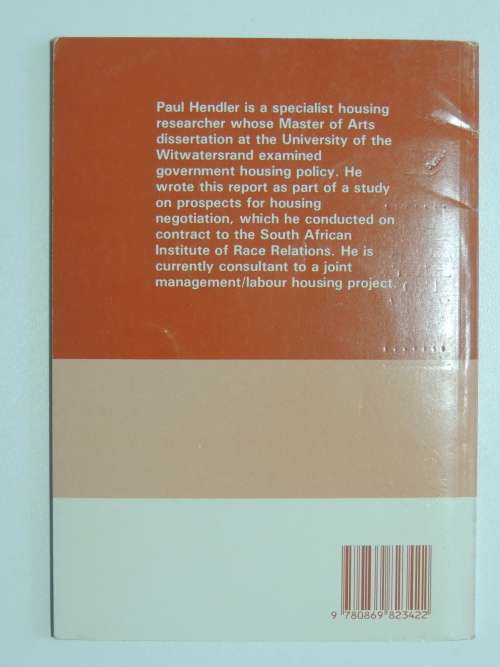 Paul Hendler is a specialist housing
researcher whose Master of Arts
dissertation at the University of the
Witwatersrand examined
government housing policy. He
wrote this report as part of a study
on prospects for housing
negotiation, which he conducted on
contract to the South African
Institute of Race Relations. He is
currently consultant to a joint
management/labour housing project.
9 780869 823422